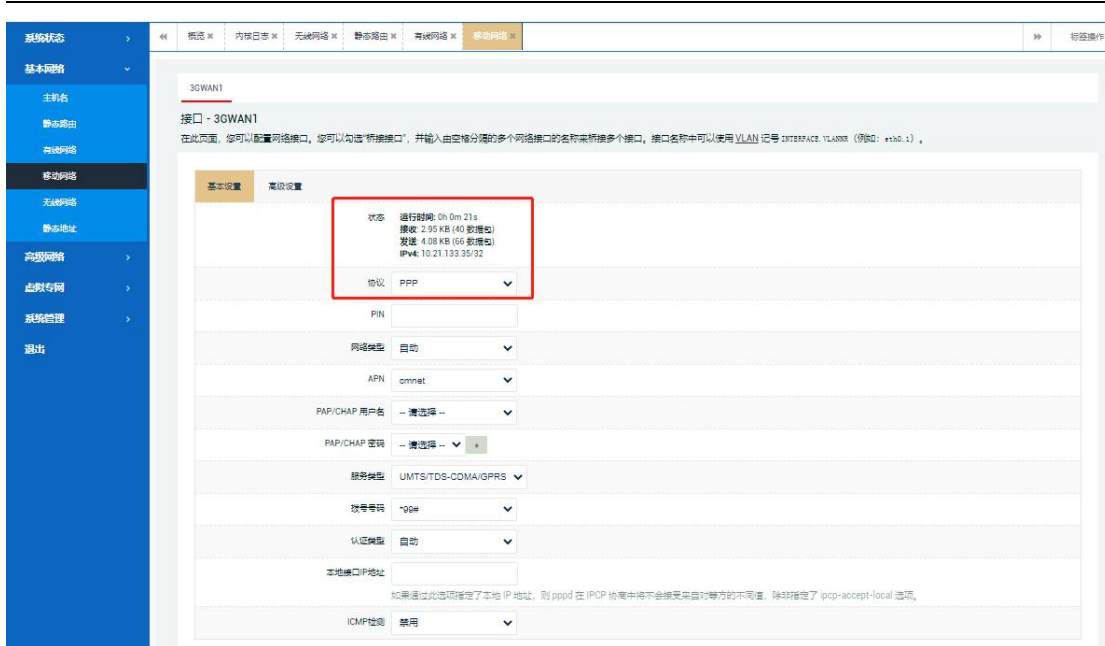 系统状态
基本网络
主机名
静态路由
有线网络
移动网络
无线网络
静态地址
高级网络
虚拟专网
系统管理
退出
概览 × 内核日志 × 无线网络 × 静态路由 × 有线网络 × 移动网络 × 标签操作
3GWAN1
接口 - 3GWAN1
在此页面，您可以配置网络接口。您可以勾选“桥接接口”，并输入由空格分隔的多个网络接口的名称来桥接多个接口。接口名称中可以使用 VLAN 记号 INTERFACE.VLANNR（例如：eth0.1）。
基本设置 高级设置
状态 运行时间: 0h 0m 21s
接收: 2.95 KB (40 数据包)
发送: 4.08 KB (66 数据包)
IPv4: 10.21.133.35/32
协议 PPP
PIN
网络类型 自动
APN cmnet
PAP/CHAP 用户名 -- 请选择 --
PAP/CHAP 密码 -- 请选择 --
服务类型 UMTS/TDS-CDMA/GPRS
拨号号码 *99#
认证类型 自动
本地接口IP地址
如果通过此选项指定了本地 IP 地址，则 pppd 在 IPCP 协商中将不会接受来自对等方的不同值，除非指定了 ipcp-accept-local 选项。
ICMP检测 禁用